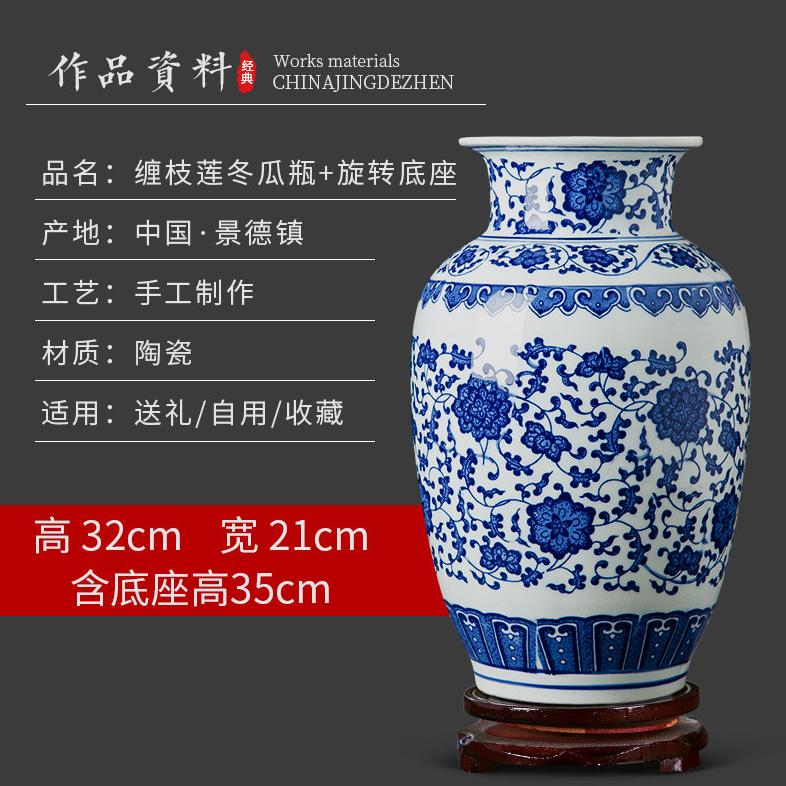 作品資料
经典
Works materials
CHINAJINGDEZHEN
品名：缠枝莲冬瓜瓶+旋转底座
产地：中国·景德镇
工艺：手工制作
材质：陶瓷
适用：送礼/自用/收藏
高 32cm 宽 21cm
含底座高35cm